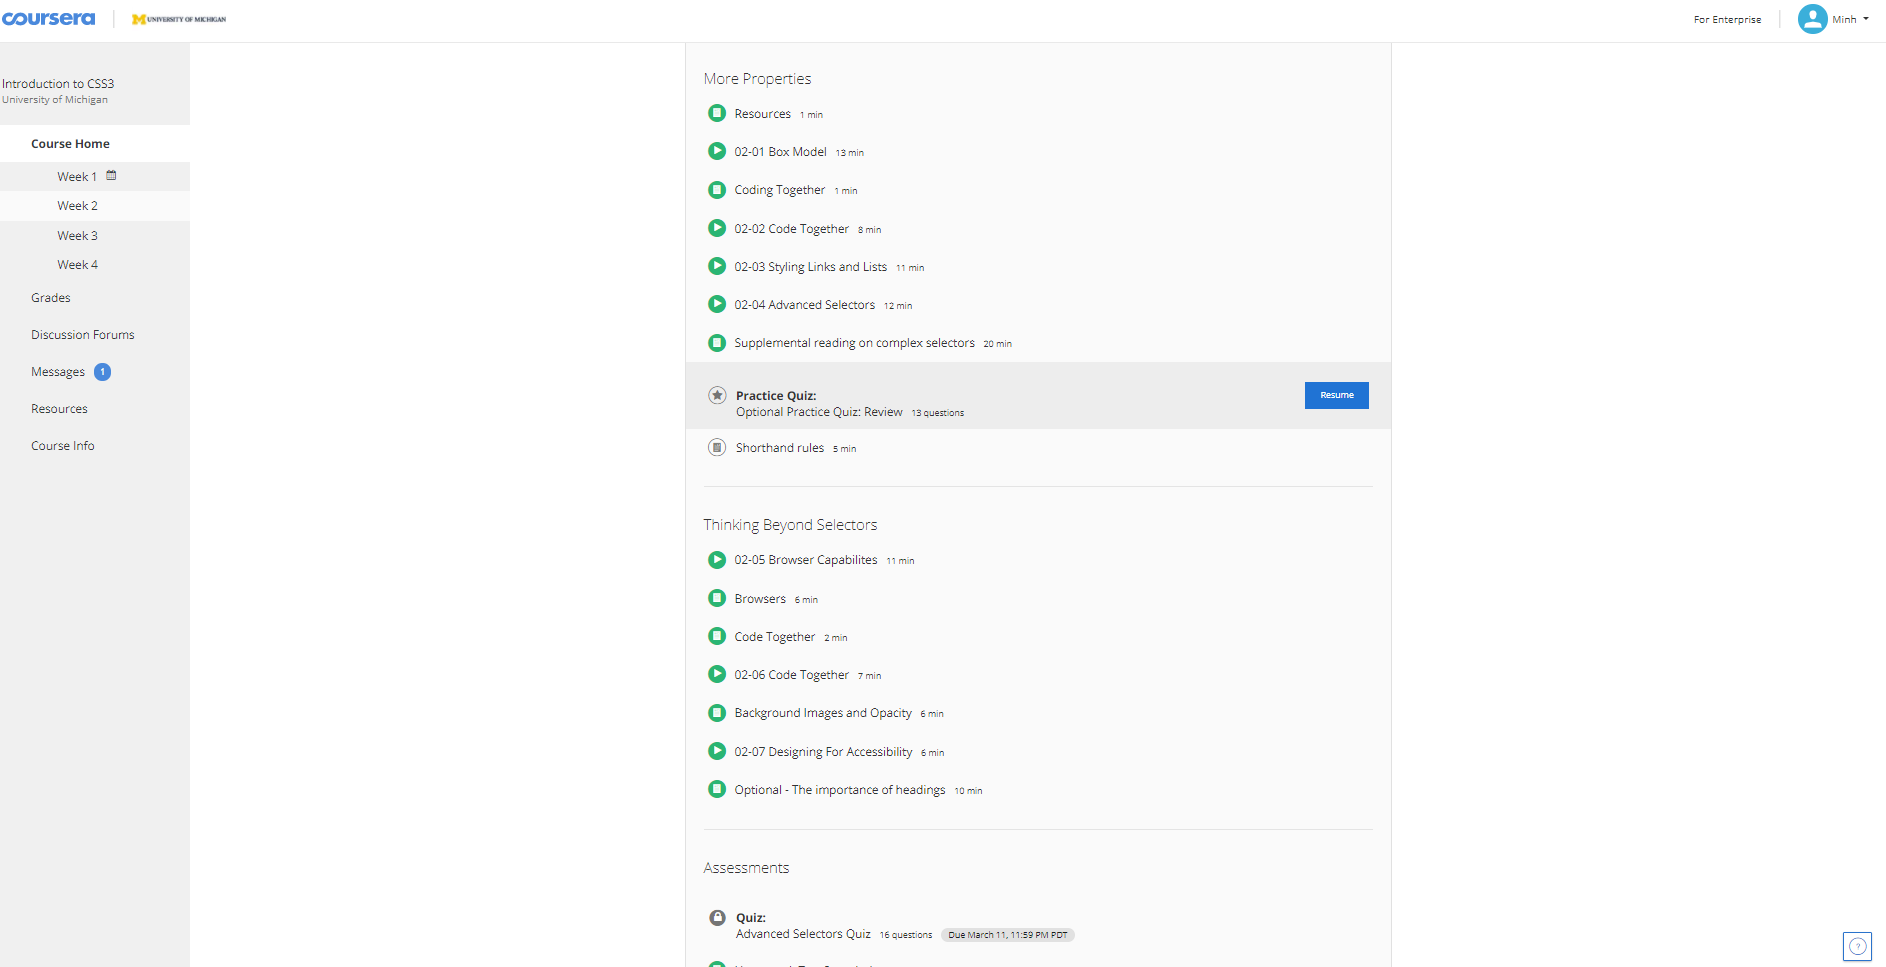 coursera
M UNIVERSITY OF MICHIGAN
For Enterprise
Minh
Introduction to CSS3
University of Michigan
Course Home
Week 1
Week 2
Week 3
Week 4
Grades
Discussion Forums
Messages 1
Resources
Course Info
More Properties
Resources 1 min
02-01 Box Model 13 min
Coding Together 1 min
02-02 Code Together 8 min
02-03 Styling Links and Lists 11 min
02-04 Advanced Selectors 12 min
Supplemental reading on complex selectors 20 min
Practice Quiz:
Optional Practice Quiz: Review 13 questions
Resume
Shorthand rules 5 min
Thinking Beyond Selectors
02-05 Browser Capabilites 11 min
Browsers 6 min
Code Together 2 min
02-06 Code Together 7 min
Background Images and Opacity 6 min
02-07 Designing For Accessibility 6 min
Optional - The importance of headings 10 min
Assessments
Quiz:
Advanced Selectors Quiz 16 questions Due March 11, 11:59 PM PDT
?